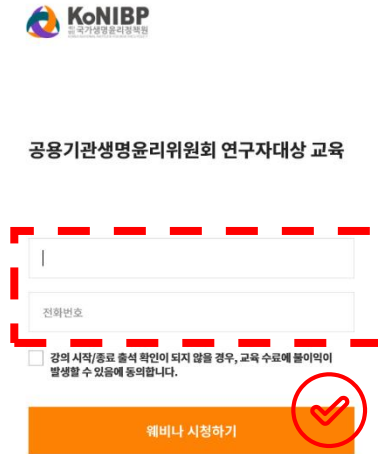 KoNIBP
국가생명윤리정책원
공용기관생명윤리위원회 연구자대상 교육
전화번호
강의 시작/종료 출석 확인이 되지 않을 경우, 교육 수료에 불이익이
발생할 수 있음에 동의합니다.
웨비나 시청하기